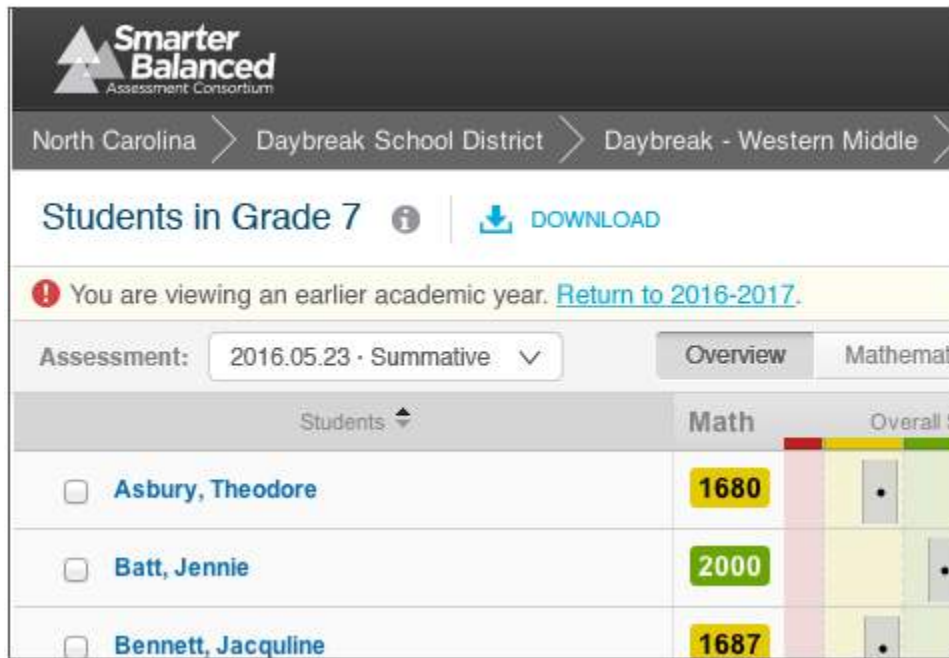 Smarter
Balanced
Assessment Consortium
North Carolina Daybreak School District Daybreak - Western Middle
Students in Grade 7 DOWNLOAD
You are viewing an earlier academic year. Return to 2016-2017.
Assessment: 2016.05.23 · Summative Overview Mathemat
Students Math Overall
Asbury, Theodore 1680
Batt, Jennie 2000
Bennett, Jacquline 1687